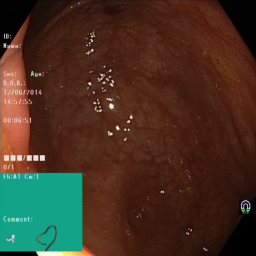 ID:
Name:
Sex: Age:
D.O.B.:
12/06/2014
14:57:55
00:06:51
■■■/■■■
0/1
Eh:A1 Cm:1
Comment: